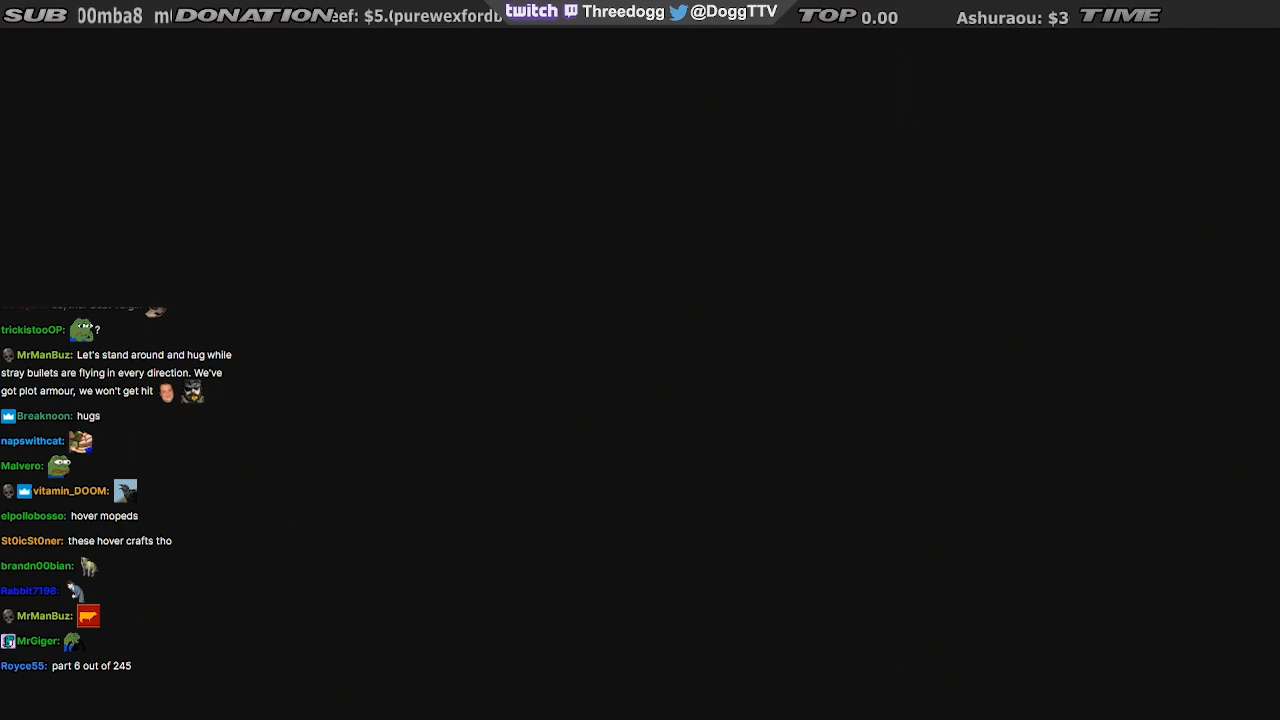 SUB 00mba8 DONATION eef: $5.(purewexfordb twitch Threedogg @DoggTTV TOP 0.00 Ashuraou: $3 TIME
trickistooOP: ?
MrManBuz: Let's stand around and hug while
stray bullets are flying in every direction. We've
got plot armour, we won't get hit
Breaknoon: hugs
napswithcat:
Malvero:
vitamin_DOOM:
elpollobosso: hover mopeds
St0icSt0ner: these hover crafts tho
brandn00bian:
Rabbit7198:
MrManBuz:
MrGiger:
Royce55: part 6 out of 245